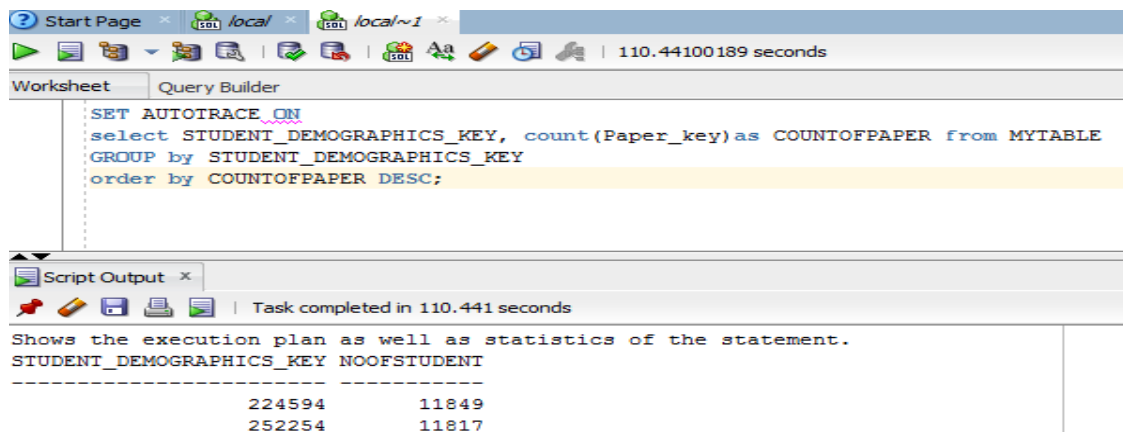 Start Page local local~1
110.44100189 seconds
Worksheet Query Builder
SET AUTOTRACE ON
select STUDENT_DEMOGRAPHICS_KEY, count(Paper_key)as COUNTOFPAPER from MYTABLE
GROUP by STUDENT_DEMOGRAPHICS_KEY
order by COUNTOFPAPER DESC;
Script Output
Task completed in 110.441 seconds
Shows the execution plan as well as statistics of the statement.
STUDENT_DEMOGRAPHICS_KEY NOOFSTUDENT
------------------------ -----------
224594 11849
252254 11817